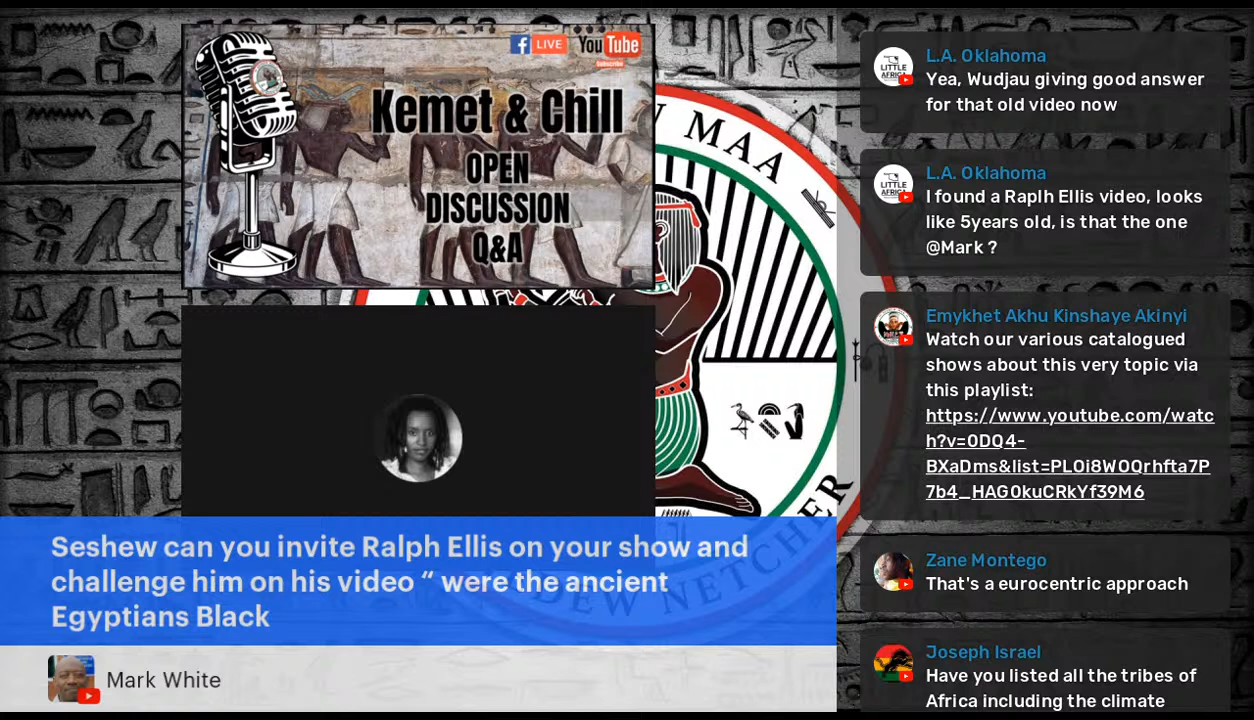 LIVE
YouTube
Subscribe
Kemet & Chill
OPEN
DISCUSSION
Q&A
MAA
DEW NETCHER
Seshew can you invite Ralph Ellis on your show and
challenge him on his video “ were the ancient
Egyptians Black
Mark White
L.A. Oklahoma
Yea, Wudjau giving good answer
for that old video now
L.A. Oklahoma
I found a Raplh Ellis video, looks
like 5years old, is that the one
@Mark ?
Emykhet Akhu Kinshaye Akinyi
Watch our various catalogued
shows about this very topic via
this playlist:
https://www.youtube.com/watc
h?v=0DQ4-
BXaDms&list=PLOi8WOQrhfta7P
7b4_HAG0kuCRkYf39M6
Zane Montego
That's a eurocentric approach
Joseph Israel
Have you listed all the tribes of
Africa including the climate